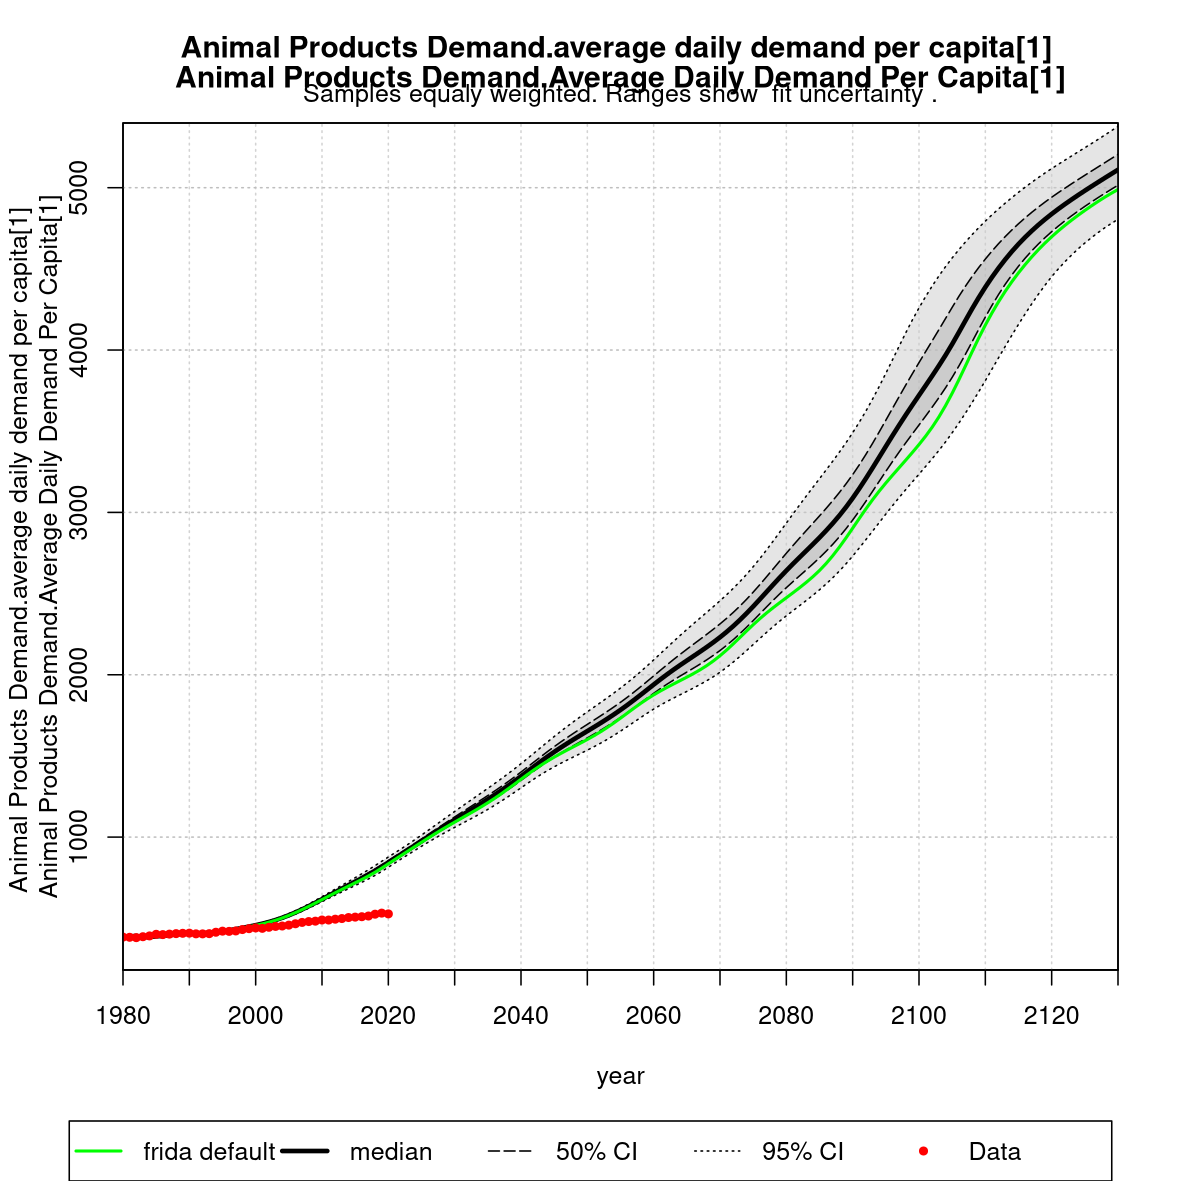 Animal Products Demand.average daily demand per capita[1]
Animal Products Demand.Average Daily Demand Per Capita[1]
Samples equaly weighted. Ranges show  fit uncertainty .
Animal Products Demand.average daily demand per capita[1]
Animal Products Demand.Average Daily Demand Per Capita[1]
5000
4000
3000
2000
1000
1980 2000 2020 2040 2060 2080 2100 2120
year
frida default median 50% CI 95% CI Data